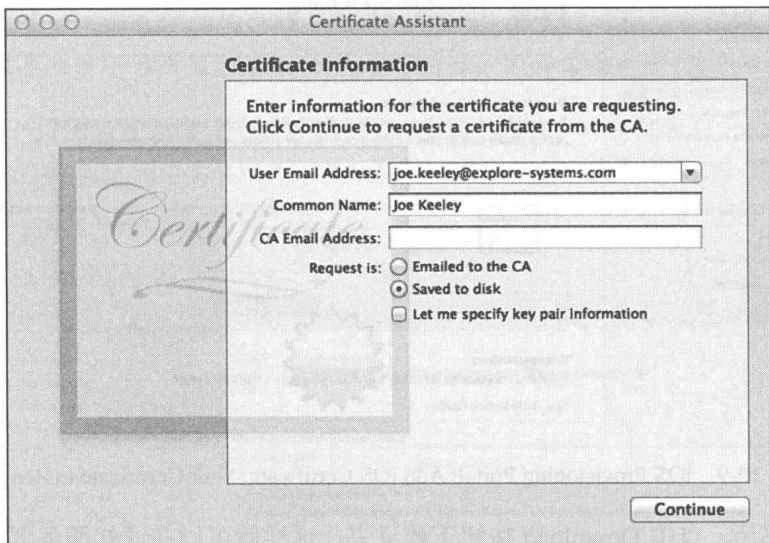 Certificate Assistant
Certificate Information
Enter information for the certificate you are requesting.
Click Continue to request a certificate from the CA.
Certificate
User Email Address: joe.keeley@explore-systems.com
Common Name: Joe Keeley
CA Email Address:
Request is: Emailed to the CA
Saved to disk
Let me specify key pair information
Continue